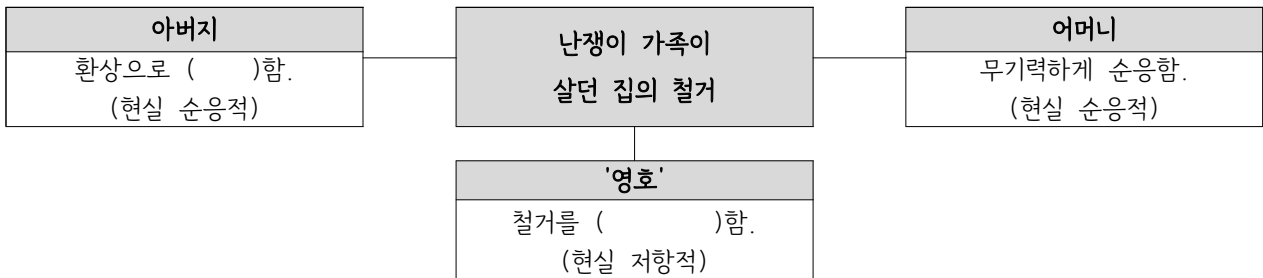 아버지
환상으로 (      )함.
(현실 순응적)
난쟁이 가족이
살던 집의 철거
어머니
무기력하게 순응함.
(현실 순응적)
'영호'
철거를 (          )함.
(현실 저항적)